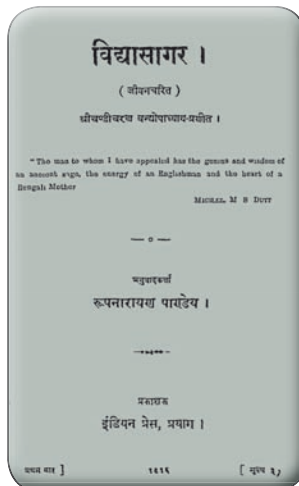 विद्यासागर ।
( जीवनचरित )
श्रीचण्डीचरण वन्द्योपाध्याय-प्रणीत ।
"The man to whom I have appealed has the genius and wisdom of
an ancient sage, the energy of an Englishman and the heart of a
Bengali Mother
MICHAEL M S DUTT
अनुवादकर्ता
रूपनारायण पाण्डेय ।
प्रकाशक
इंडियन प्रेस, प्रयाग ।
प्रथम बार ] १९१६ [ मूल्य ३)